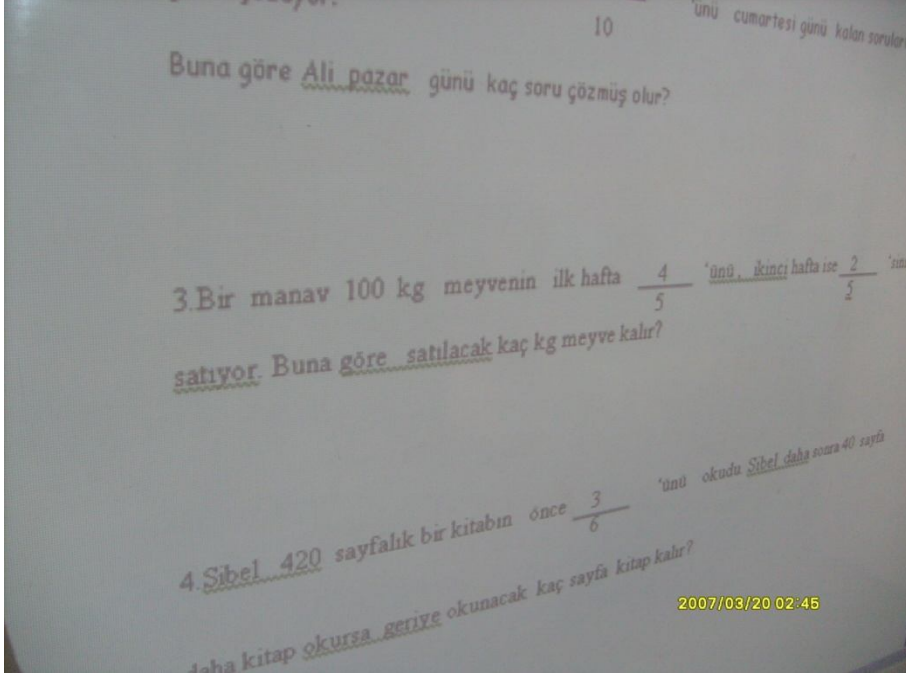 10 'ünü cumartesi günü kalan soruları
Buna göre Ali pazar günü kaç soru çözmüş olur?
3.Bir manav 100 kg meyvenin ilk hafta 4/5 'ünü, ikinci hafta ise 2/5 'sini
satıyor. Buna göre satılacak kaç kg meyve kalır?
4.Sibel 420 sayfalık bir kitabın önce 3/6 'ünü okudu Sibel daha sonra 40 sayfa
daha kitap okursa geriye okunacak kaç sayfa kitap kalır?
2007/03/20 02:45